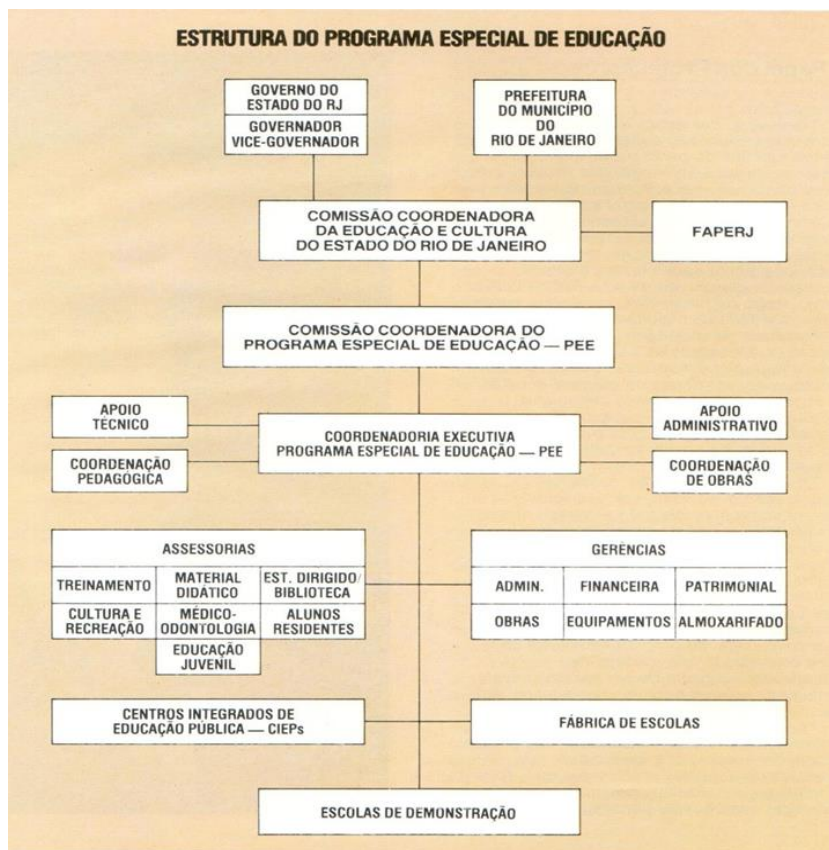 ESTRUTURA DO PROGRAMA ESPECIAL DE EDUCAÇÃO
GOVERNO DO
ESTADO DO RJ
GOVERNADOR
VICE-GOVERNADOR
PREFEITURA
DO MUNICÍPIO
DO
RIO DE JANEIRO
COMISSÃO COORDENADORA
DA EDUCAÇÃO E CULTURA
DO ESTADO DO RIO DE JANEIRO
FAPERJ
COMISSÃO COORDENADORA DO
PROGRAMA ESPECIAL DE EDUCAÇÃO — PEE
APOIO
TÉCNICO
COORDENAÇÃO
PEDAGÓGICA
COORDENADORIA EXECUTIVA
PROGRAMA ESPECIAL DE EDUCAÇÃO — PEE
APOIO
ADMINISTRATIVO
COORDENAÇÃO
DE OBRAS
ASSESSORIAS
TREINAMENTO
MATERIAL
DIDÁTICO
EST. DIRIGIDO/
BIBLIOTECA
CULTURA E
RECREAÇÃO
MÉDICO-
ODONTOLOGIA
ALUNOS
RESIDENTES
EDUCAÇÃO
JUVENIL
GERÊNCIAS
ADMIN.
FINANCEIRA
PATRIMONIAL
OBRAS
EQUIPAMENTOS
ALMOXARIFADO
CENTROS INTEGRADOS DE
EDUCAÇÃO PÚBLICA — CIEPs
FÁBRICA DE ESCOLAS
ESCOLAS DE DEMONSTRAÇÃO